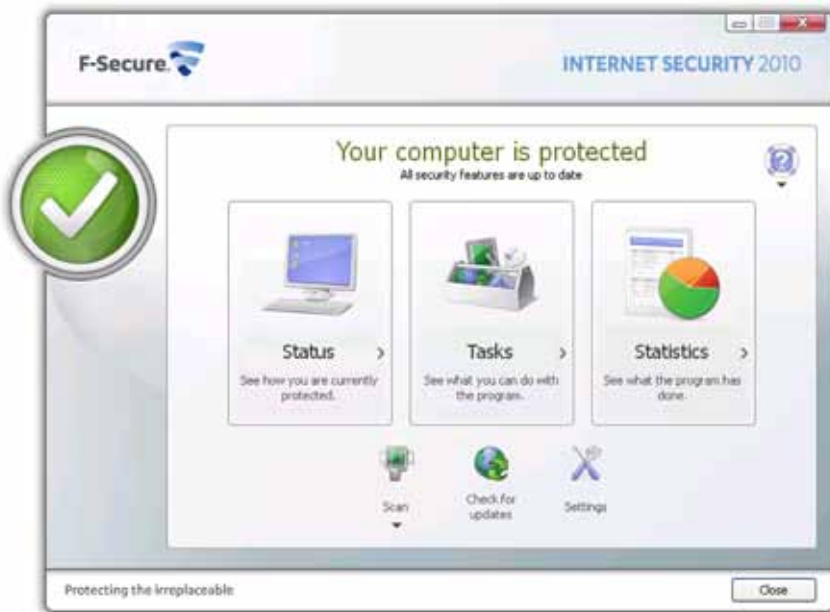 F-Secure.
INTERNET SECURITY 2010
Your computer is protected
All security features are up to date
Status
See how you are currently
protected.
Tasks
See what you can do with
the program.
Statistics
See what the program has
done.
Scan
Check for
updates
Settings
Protecting the irreplaceable
Close